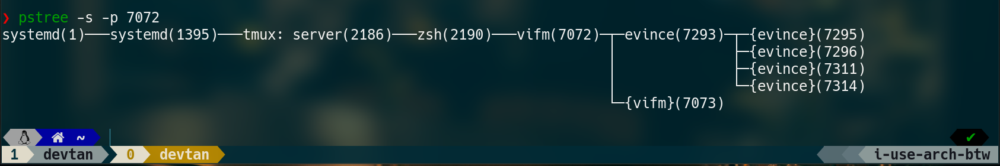 ❯ pstree -s -p 7072
systemd(1)───systemd(1395)───tmux: server(2186)───zsh(2190)───vifm(7072)─┬─evince(7293)─┬─{evince}(7295)
├─{evince}(7296)
├─{evince}(7311)
└─{evince}(7314)
└─{vifm}(7073)
~ ✔
1 devtan 0 devtan i-use-arch-btw